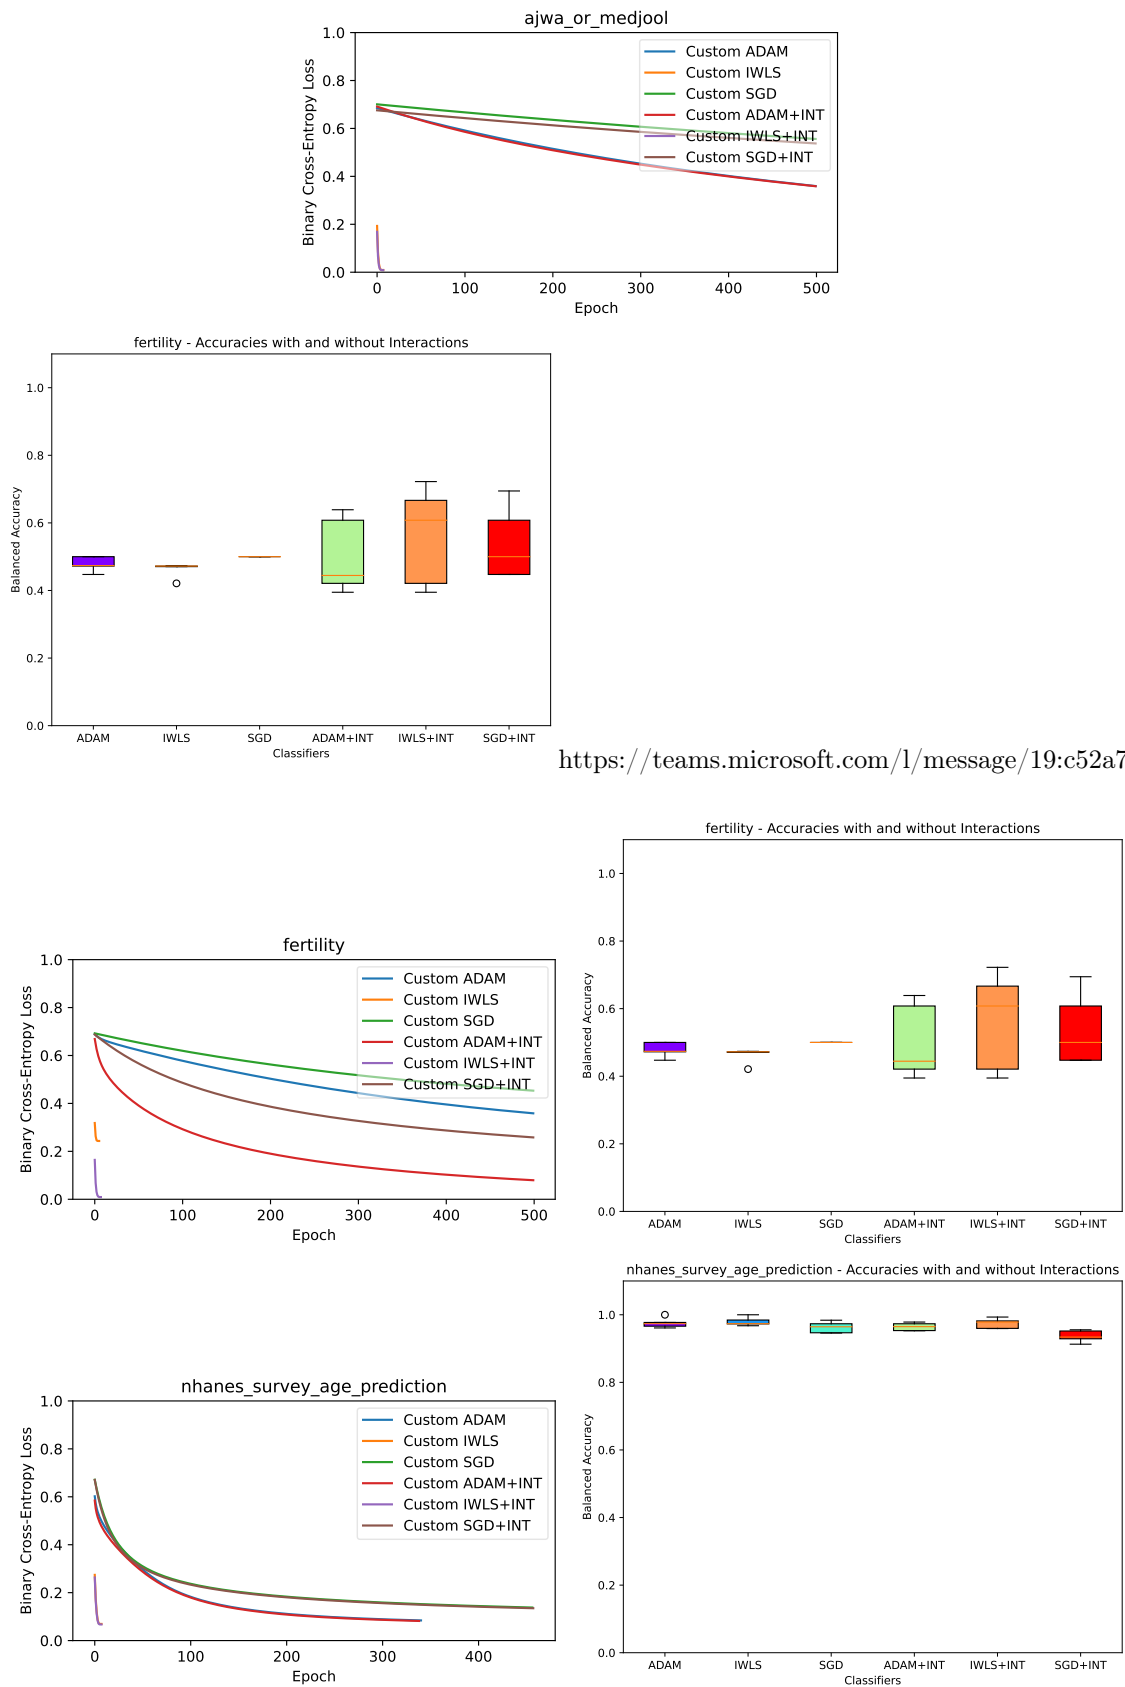 ajwa_or_medjool
Binary Cross-Entropy Loss
1.0
0.8
0.6
0.4
0.2
0.0
Custom ADAM
Custom IWLS
Custom SGD
Custom ADAM+INT
Custom IWLS+INT
Custom SGD+INT
0 100 200 300 400 500
Epoch
fertility - Accuracies with and without Interactions
Balanced Accuracy
1.0
0.8
0.6
0.4
0.2
0.0
ADAM IWLS SGD ADAM+INT IWLS+INT SGD+INT
Classifiers
https://teams.microsoft.com/l/message/19:c52a7
fertility
Binary Cross-Entropy Loss
1.0
0.8
0.6
0.4
0.2
0.0
Custom ADAM
Custom IWLS
Custom SGD
Custom ADAM+INT
Custom IWLS+INT
Custom SGD+INT
0 100 200 300 400 500
Epoch
fertility - Accuracies with and without Interactions
Balanced Accuracy
1.0
0.8
0.6
0.4
0.2
0.0
ADAM IWLS SGD ADAM+INT IWLS+INT SGD+INT
Classifiers
nhanes_survey_age_prediction
Binary Cross-Entropy Loss
1.0
0.8
0.6
0.4
0.2
0.0
Custom ADAM
Custom IWLS
Custom SGD
Custom ADAM+INT
Custom IWLS+INT
Custom SGD+INT
0 100 200 300 400
Epoch
nhanes_survey_age_prediction - Accuracies with and without Interactions
Balanced Accuracy
1.0
0.8
0.6
0.4
0.2
0.0
ADAM IWLS SGD ADAM+INT IWLS+INT SGD+INT
Classifiers